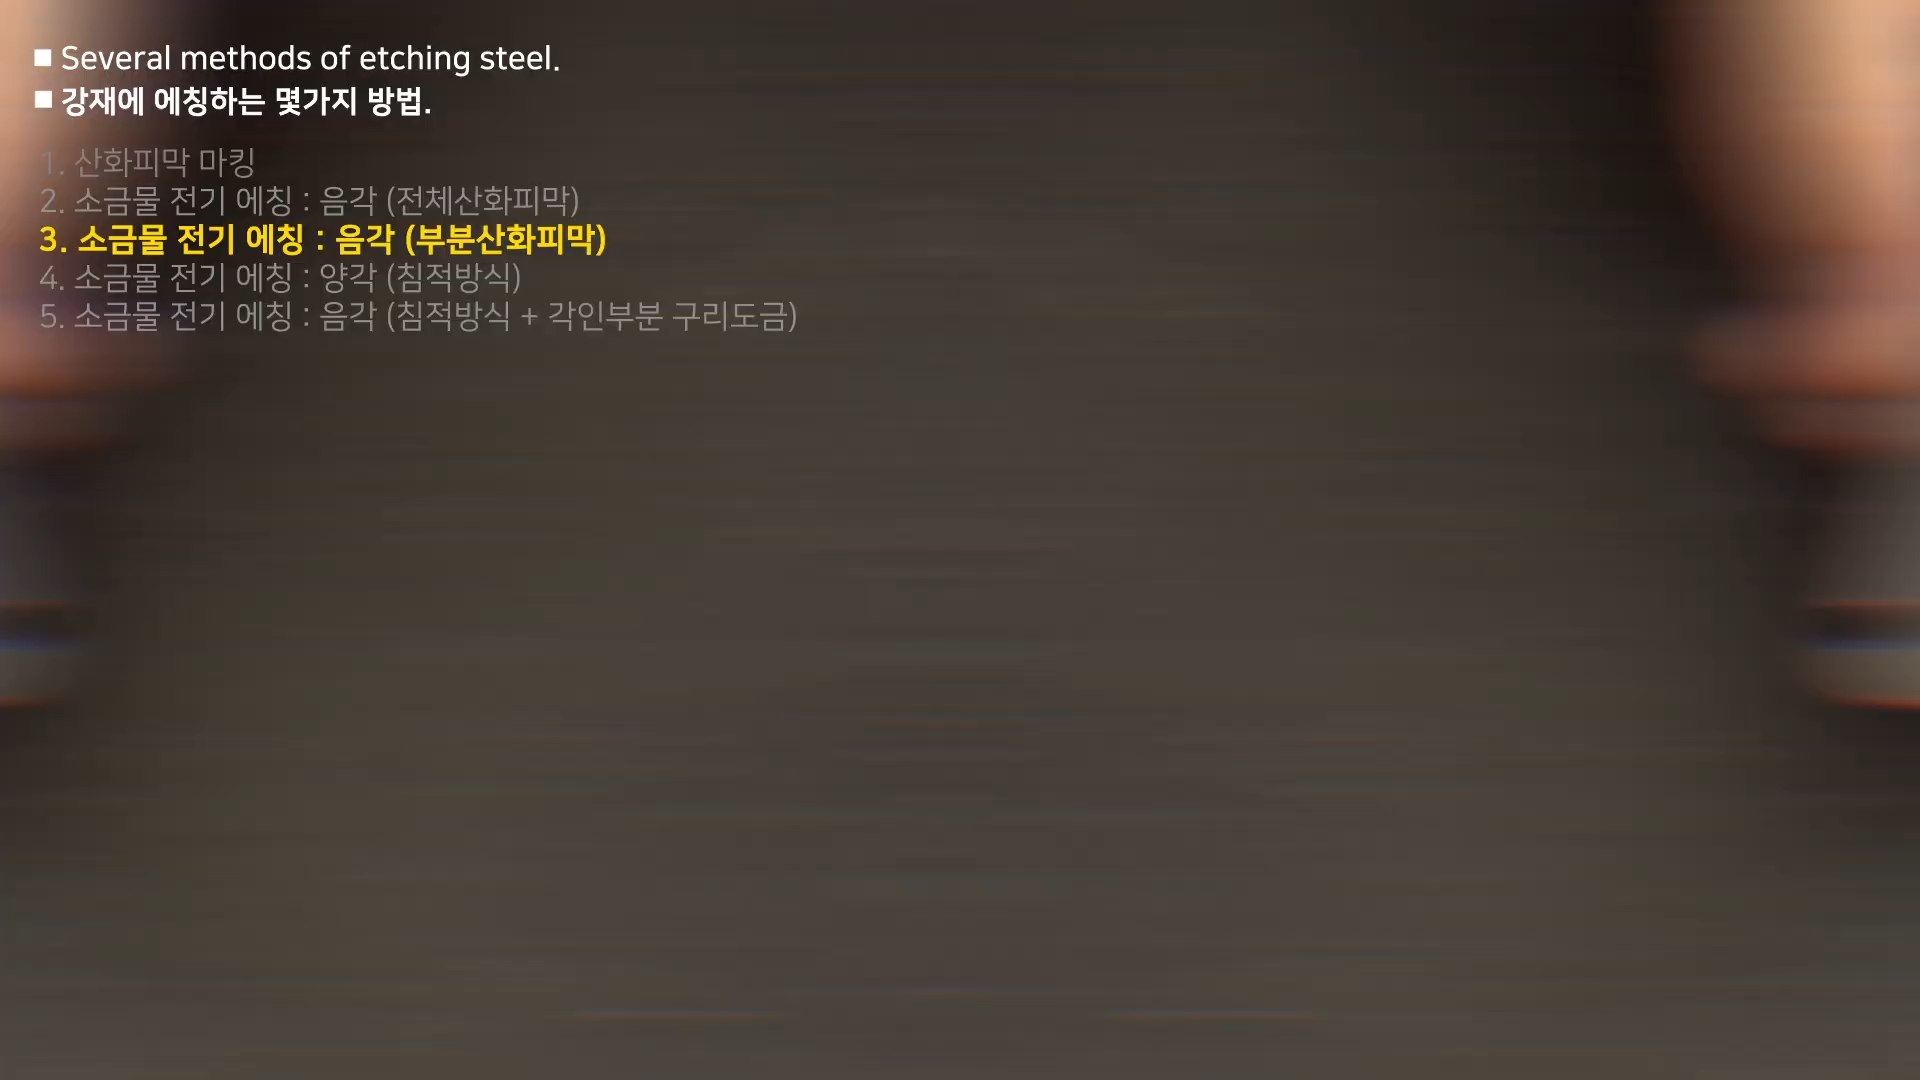 ■ Several methods of etching steel.
■ 강재에 에칭하는 몇가지 방법.
1. 산화피막 마킹
2. 소금물 전기 에칭 : 음각 (전체산화피막)
3. 소금물 전기 에칭 : 음각 (부분산화피막)
4. 소금물 전기 에칭 : 양각 (침적방식)
5. 소금물 전기 에칭 : 음각 (침적방식 + 각인부분 구리도금)